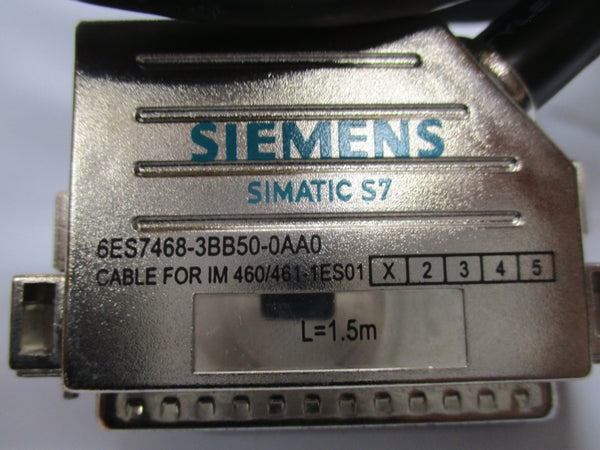 SIEMENS
SIMATIC S7
6ES7468-3BB50-0AA0
CABLE FOR IM 460/461-1ES01 X 2 3 4 5
L=1.5m